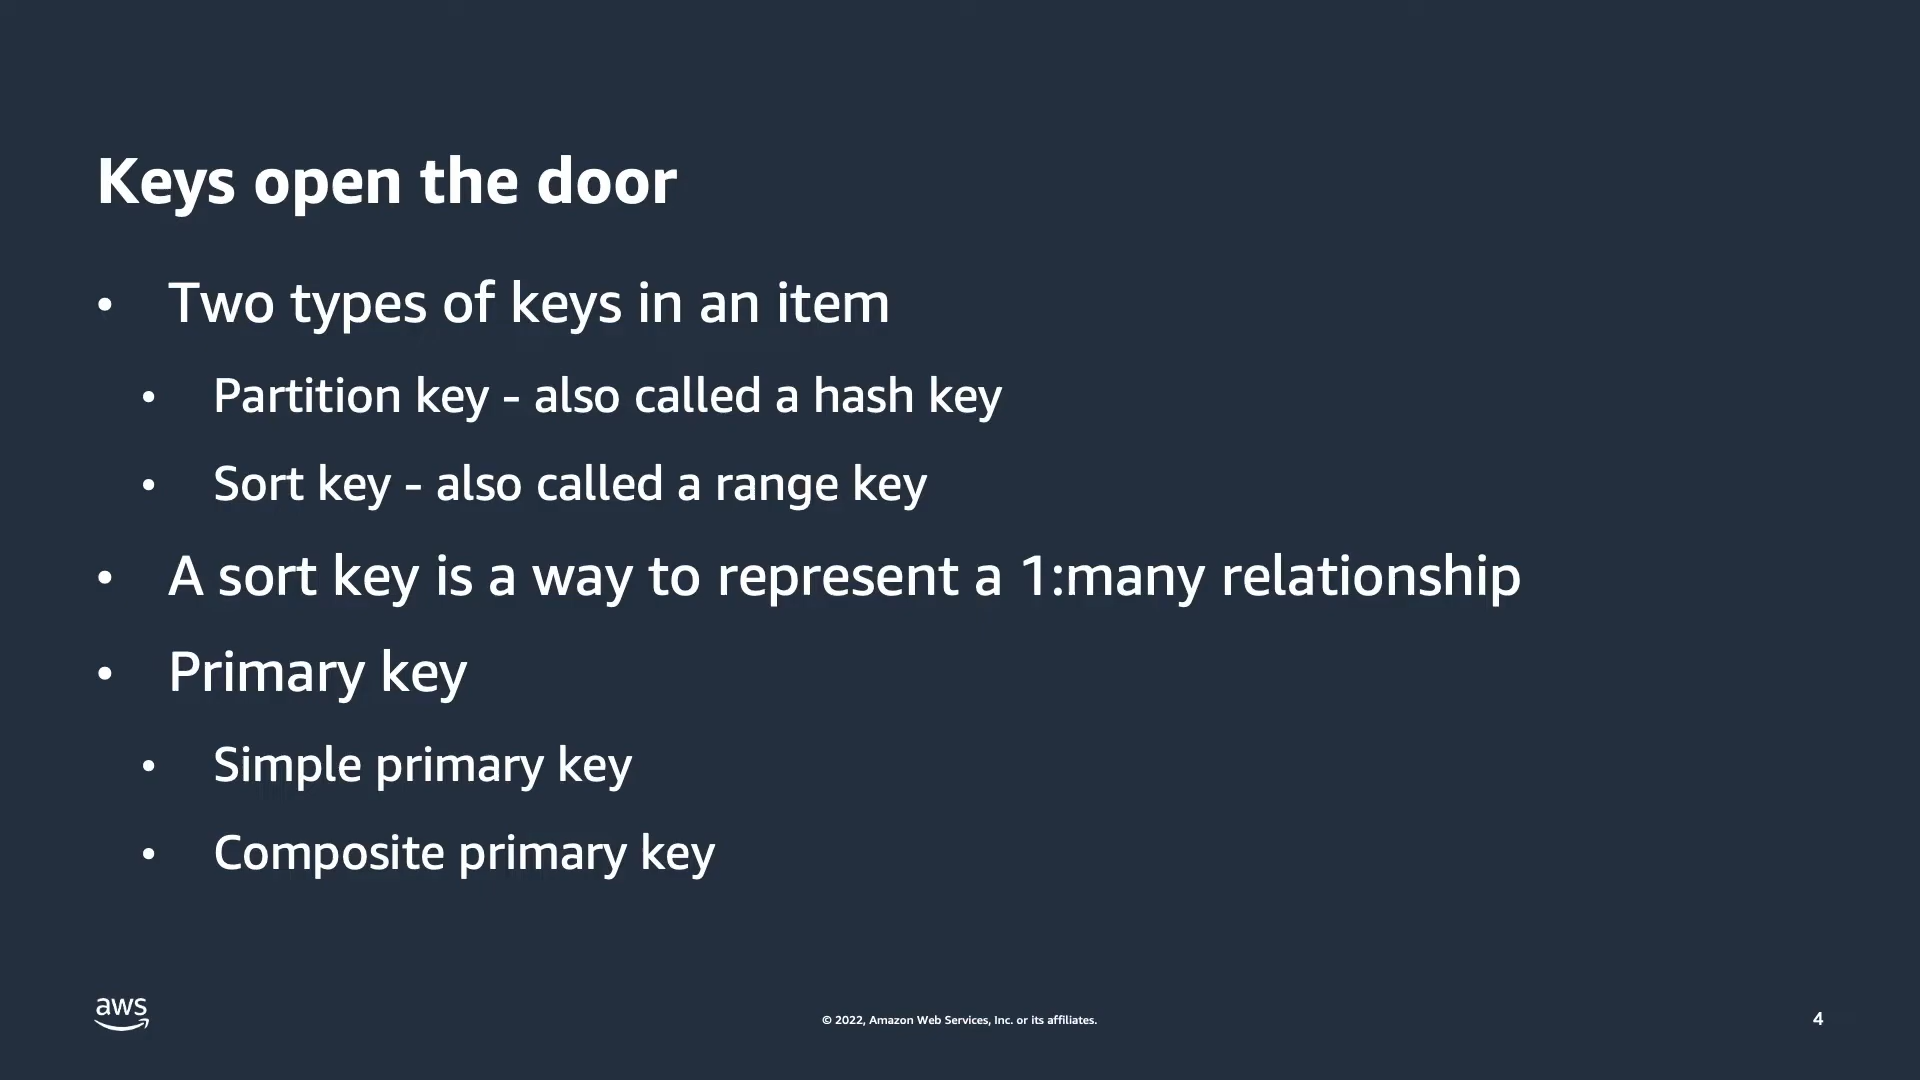 Keys open the door
• Two types of keys in an item
• Partition key - also called a hash key
• Sort key - also called a range key
• A sort key is a way to represent a 1:many relationship
• Primary key
• Simple primary key
• Composite primary key
aws
© 2022, Amazon Web Services, Inc. or its affiliates.
4